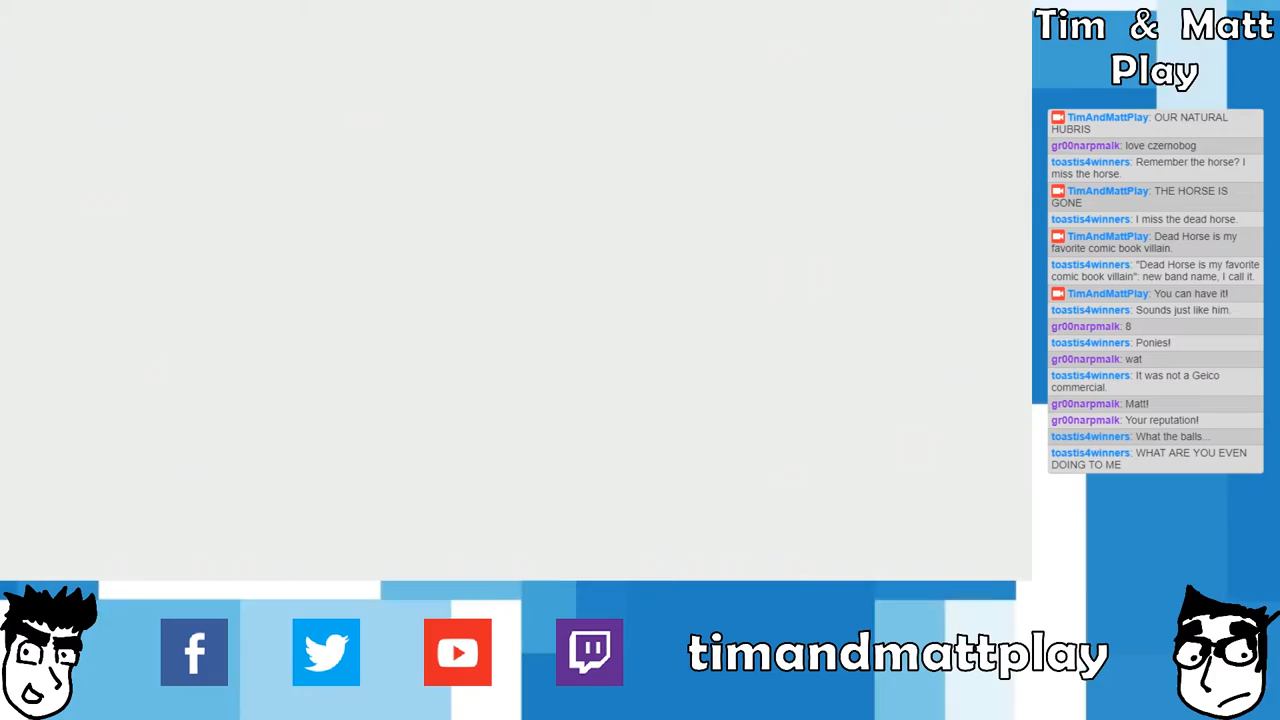 Tim & Matt
Play
TimAndMattPlay: OUR NATURAL
HUBRIS
gr00narpmalk: love czernobog
toastis4winners: Remember the horse? I
miss the horse.
TimAndMattPlay: THE HORSE IS
GONE
toastis4winners: I miss the dead horse.
TimAndMattPlay: Dead Horse is my
favorite comic book villain.
toastis4winners: "Dead Horse is my favorite
comic book villain": new band name, I call it.
TimAndMattPlay: You can have it!
toastis4winners: Sounds just like him.
gr00narpmalk: 8
toastis4winners: Ponies!
gr00narpmalk: wat
toastis4winners: It was not a Geico
commercial.
gr00narpmalk: Matt!
gr00narpmalk: Your reputation!
toastis4winners: What the balls...
toastis4winners: WHAT ARE YOU EVEN
DOING TO ME
timandmattplay